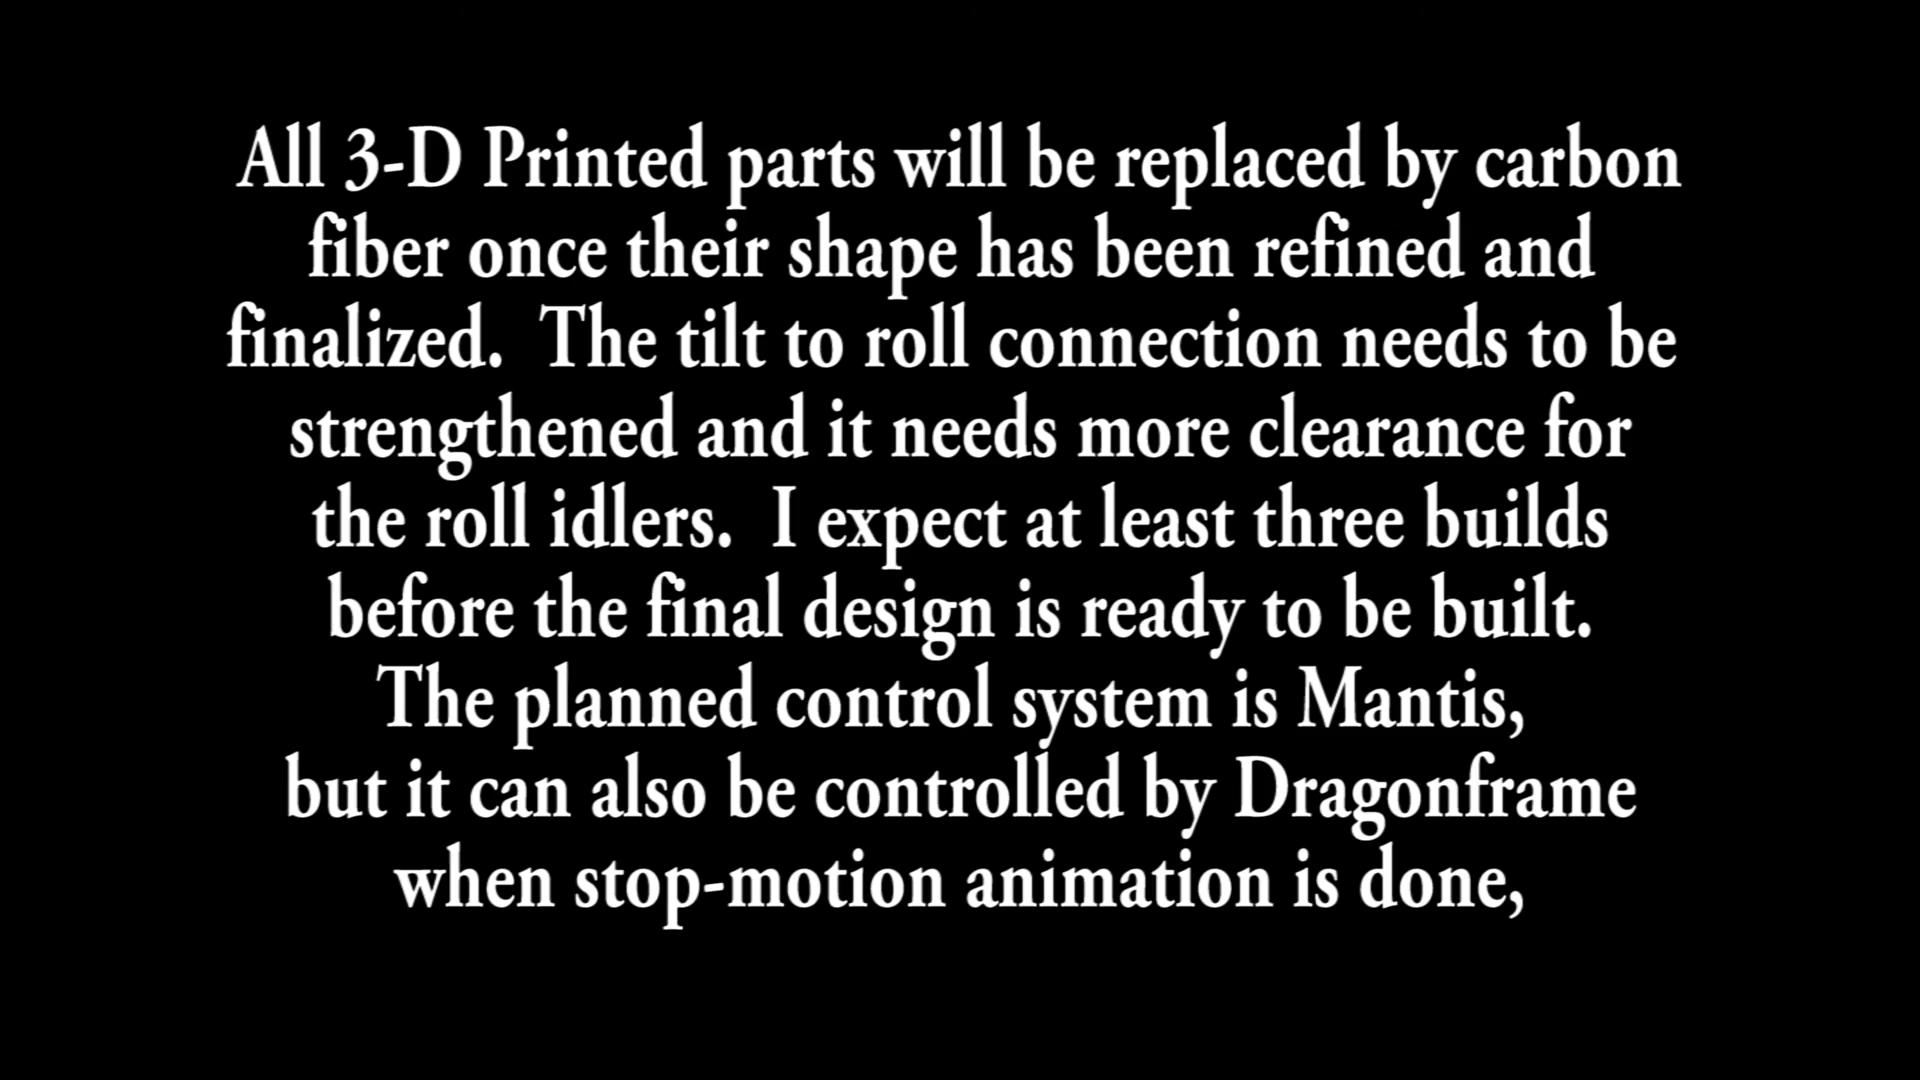 All 3-D Printed parts will be replaced by carbon
fiber once their shape has been refined and
finalized.  The tilt to roll connection needs to be
strengthened and it needs more clearance for
the roll idlers.  I expect at least three builds
before the final design is ready to be built.
The planned control system is Mantis,
but it can also be controlled by Dragonframe
when stop-motion animation is done,